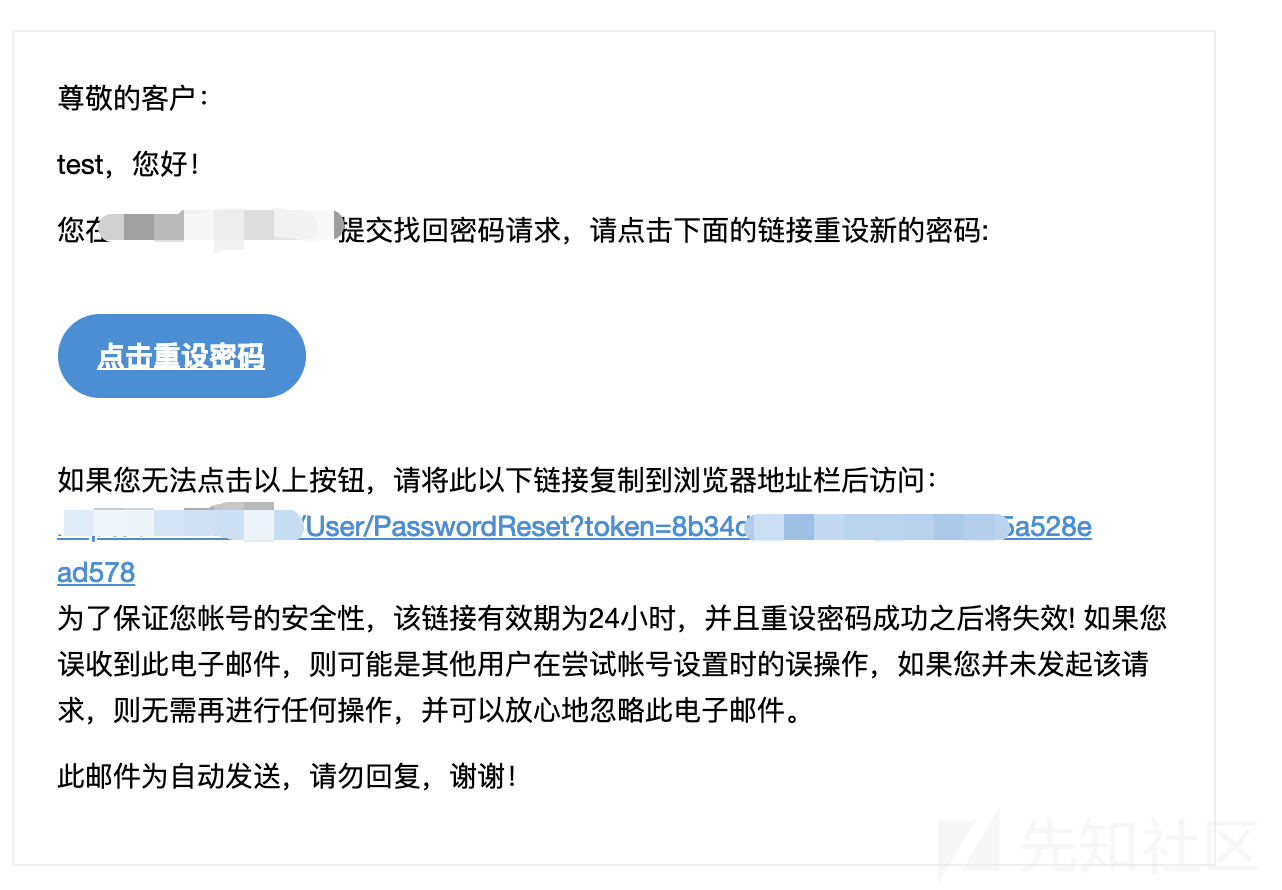 尊敬的客户：
test，您好！
您在 提交找回密码请求，请点击下面的链接重设新的密码:
点击重设密码
如果您无法点击以上按钮，请将此以下链接复制到浏览器地址栏后访问：
/User/PasswordReset?token=8b34d 5a528e
ad578
为了保证您帐号的安全性，该链接有效期为24小时，并且重设密码成功之后将失效! 如果您
误收到此电子邮件，则可能是其他用户在尝试帐号设置时的误操作，如果您并未发起该请
求，则无需再进行任何操作，并可以放心地忽略此电子邮件。
此邮件为自动发送，请勿回复，谢谢！
先知社区